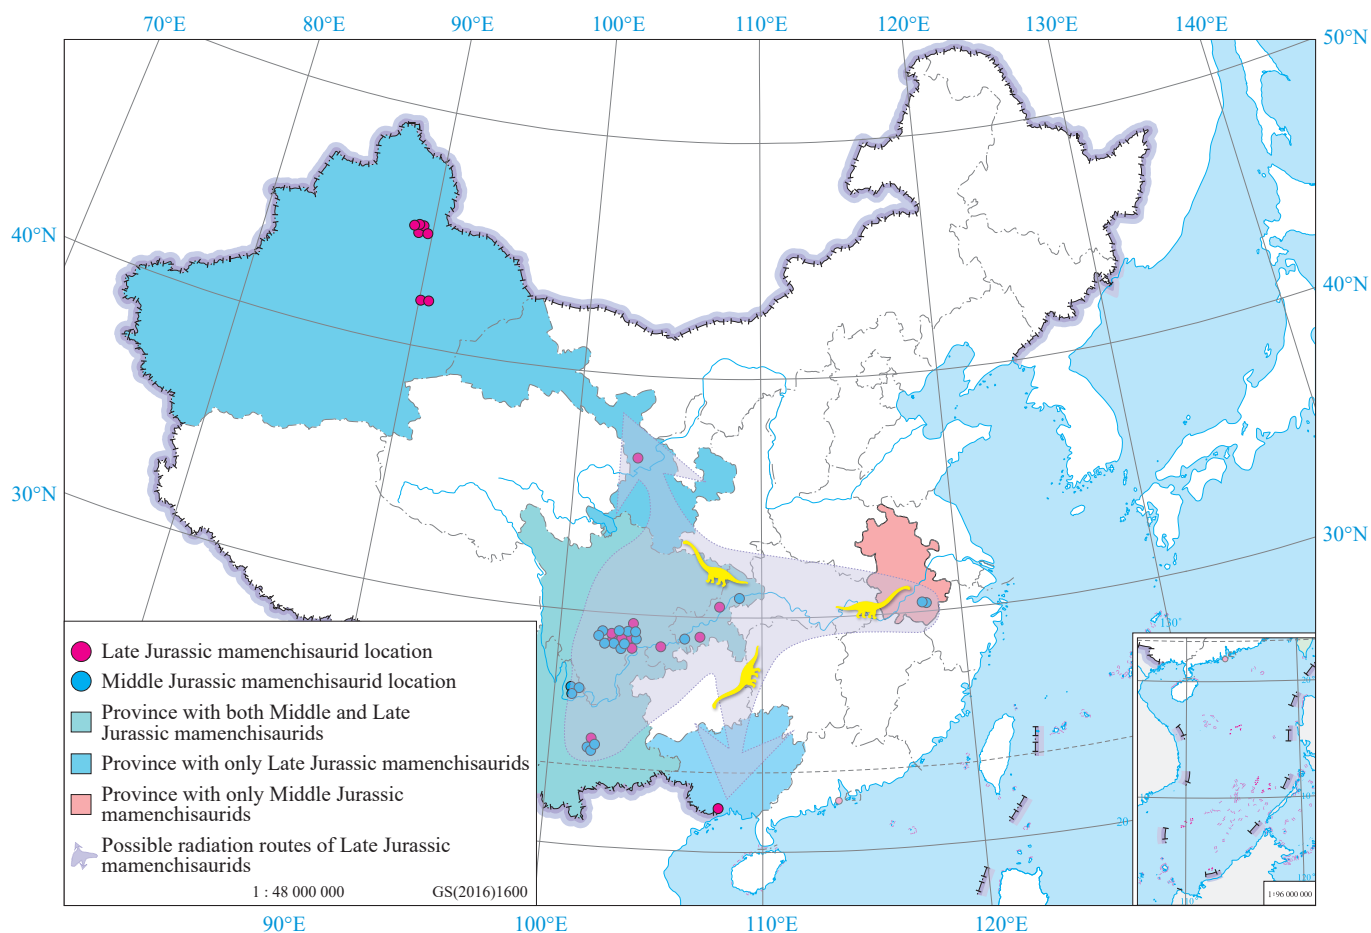 70°E 80°E 90°E 100°E 110°E 120°E 130°E 140°E
50°N
40°N
40°N
30°N
30°N
130°
20
Late Jurassic mamenchisaurid location
Middle Jurassic mamenchisaurid location
Province with both Middle and Late
Jurassic mamenchisaurids
Province with only Late Jurassic mamenchisaurids
Province with only Middle Jurassic
mamenchisaurids
Possible radiation routes of Late Jurassic
mamenchisaurids
1 : 48 000 000 GS(2016)1600
1:96 000 000
90°E 100°E 110°E 120°E